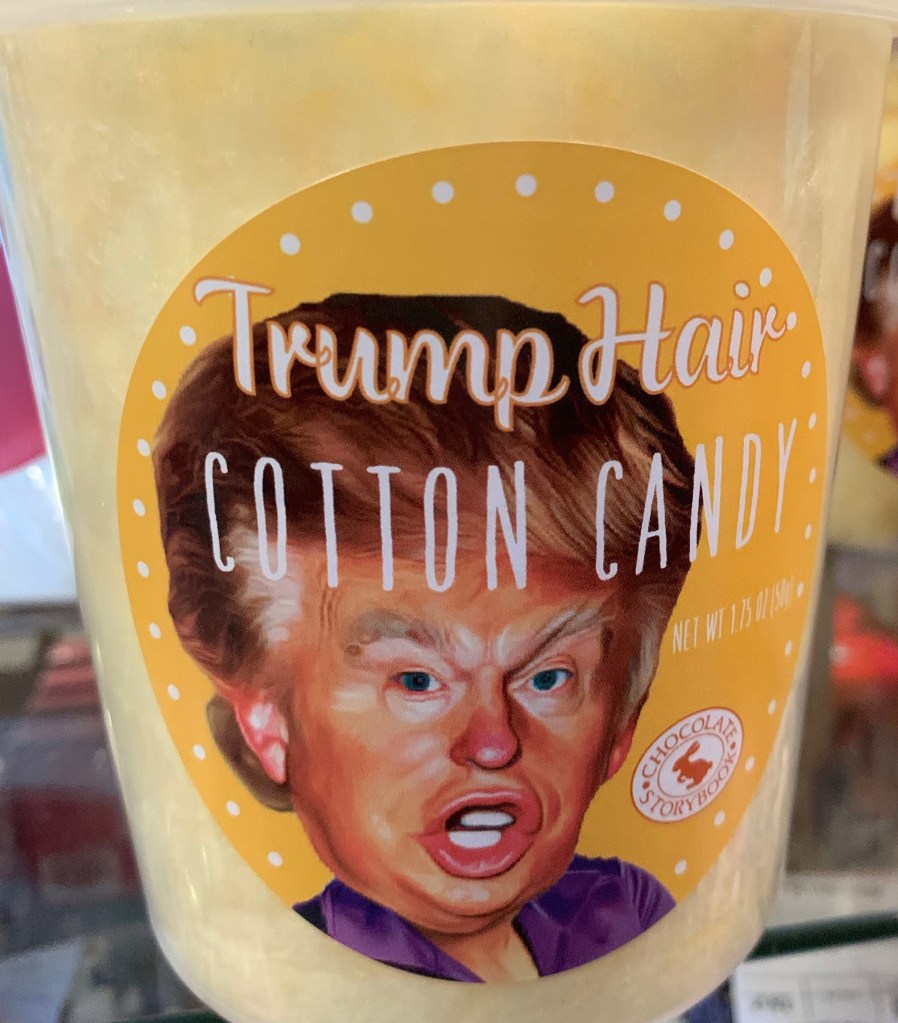 Trump Hair
COTTON CANDY
NET WT 1.75 OZ (50g)
CHOCOLATE
STORYBOOK